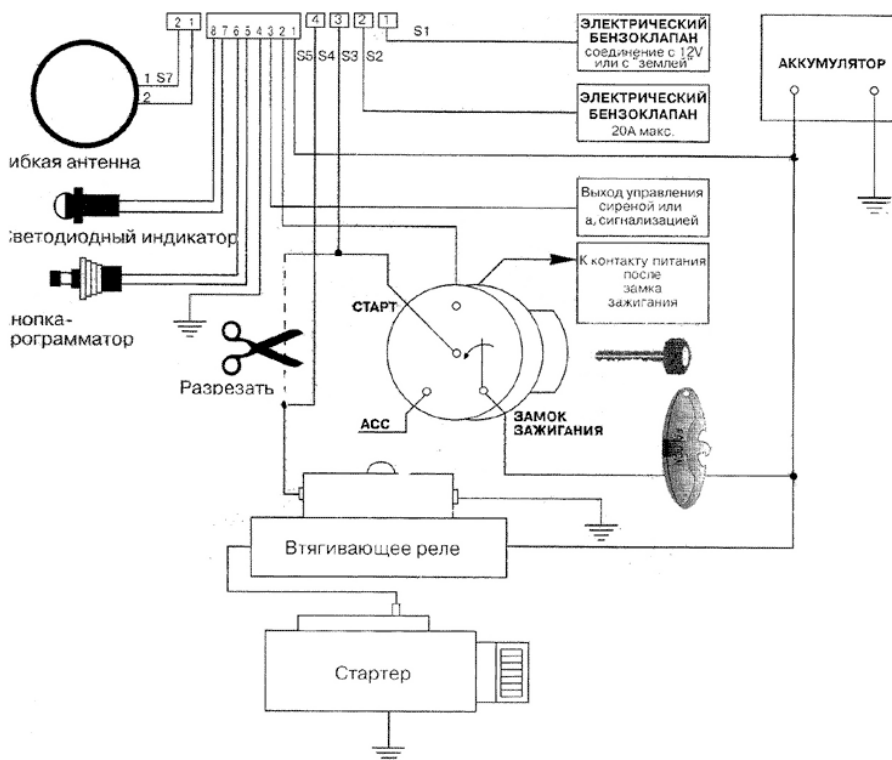 2 1
8 7 6 5 4 3 2 1
4
3
2
1
S1
S5 S4 S3 S2
1 S7
2
ЭЛЕКТРИЧЕСКИЙ
БЕНЗОКЛАПАН
соединение с 12V
или с "землей"
АККУМУЛЯТОР
ЭЛЕКТРИЧЕСКИЙ
БЕНЗОКЛАПАН
20А макс.
ибкая антенна
Выход управления
сиреной или
а, сигнализацией
ветодиодный индикатор
К контакту питания
после
замка
зажигания
нопка-
рограмматор
СТАРТ
Разрезать
АСС
ЗАМОК
ЗАЖИГАНИЯ
Втягивающее реле
Стартер